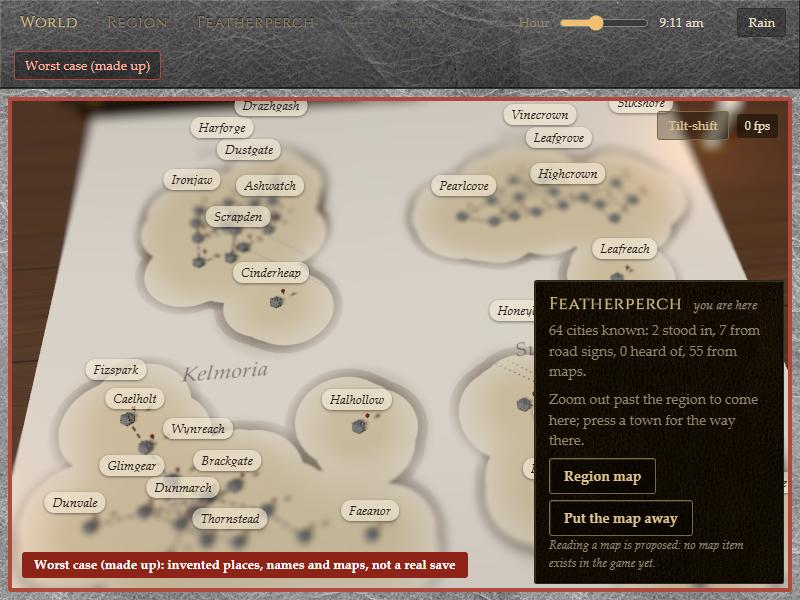 World Region Featherperch The Tavern Hour 9:11 am Rain
Worst case (made up)
Drazhgash
Silkshore
Vinecrown
Harforge
Leafgrove
Tilt-shift 0 fps
Dustgate
Highcrown
Ironjaw
Ashwatch
Pearlcove
Scrapden
Leafreach
Cinderheap
Kelmoria
Fizspark
Caelholt
Halhollow
Wynreach
Glimgear
Brackgate
Dunmarch
Dunvale
Thornstead
Faeanor
Featherperch you are here
64 cities known: 2 stood in, 7 from
road signs, 0 heard of, 55 from
maps.
Zoom out past the region to come
here; press a town for the way
there.
Region map
Put the map away
Reading a map is proposed: no map item
exists in the game yet.
Worst case (made up): invented places, names and maps, not a real save